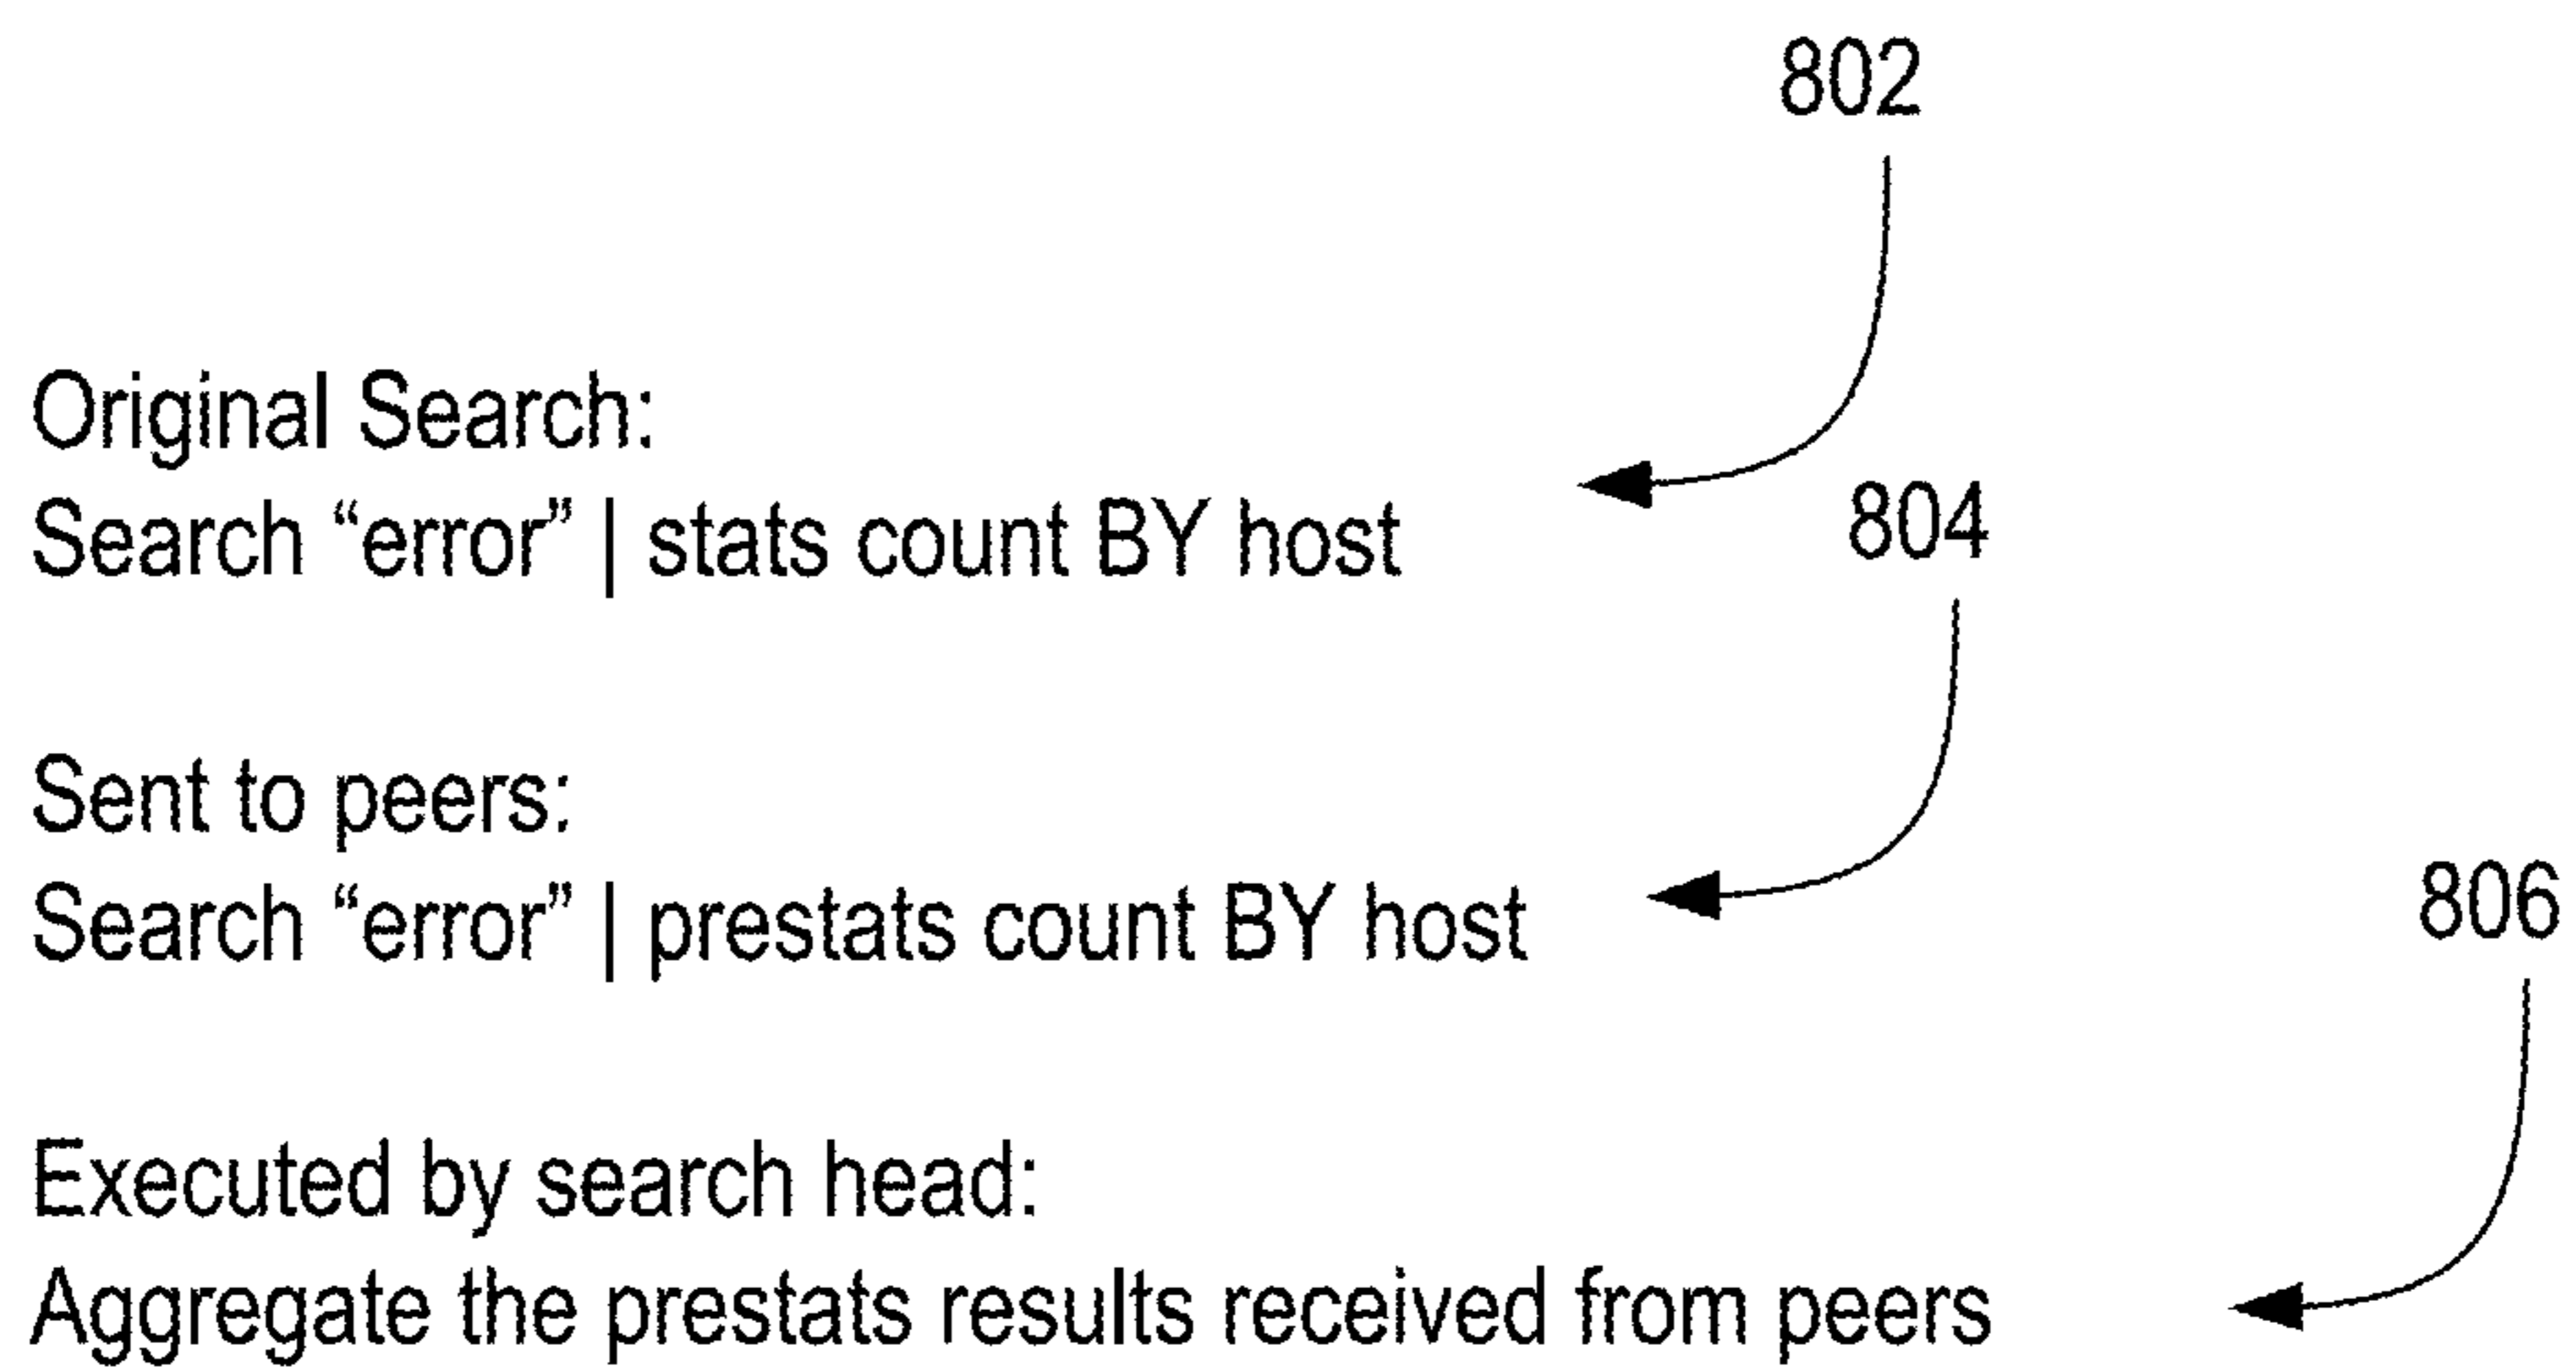 802
Original Search:
Search “error” | stats count BY host
804
Sent to peers:
Search “error” | prestats count BY host
806
Executed by search head:
Aggregate the prestats results received from peers